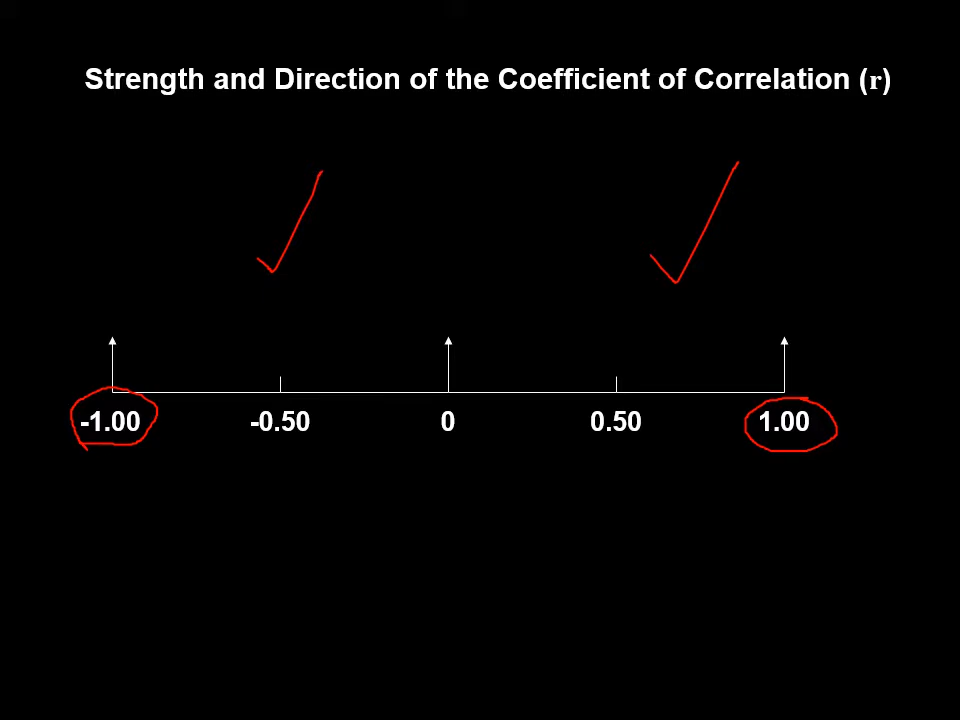 Strength and Direction of the Coefficient of Correlation (r)
-1.00 -0.50 0 0.50 1.00